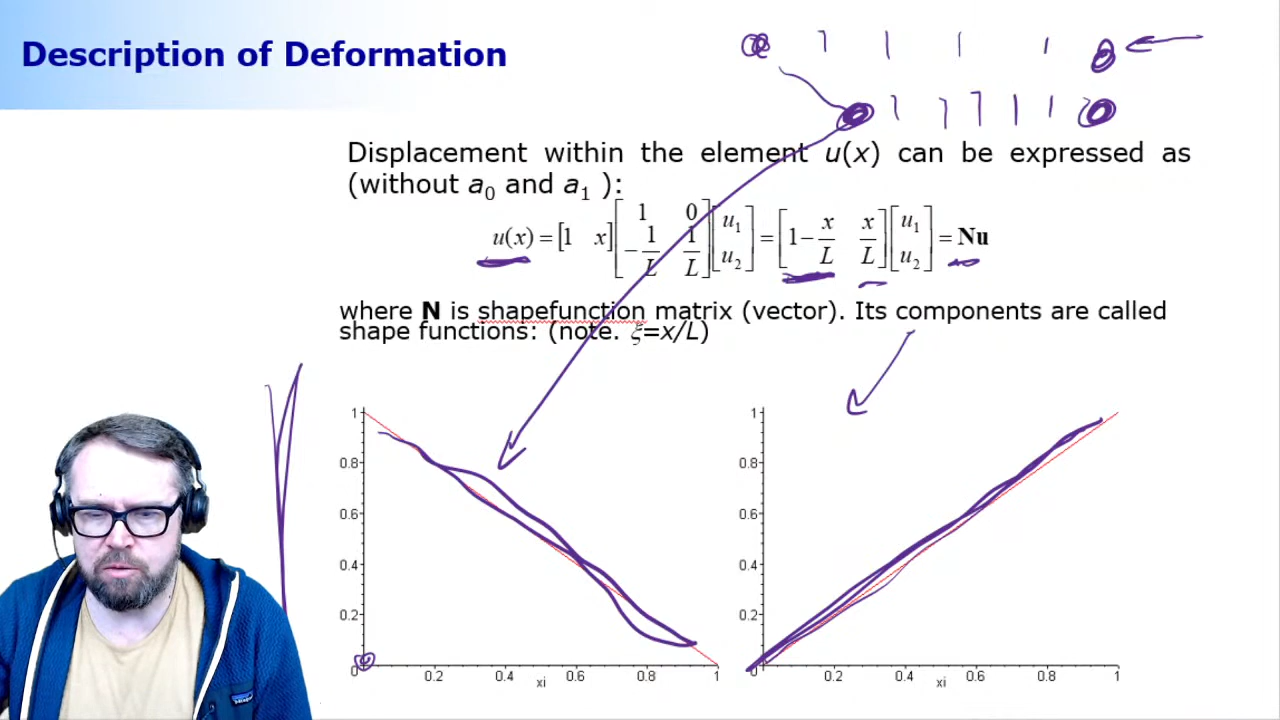 Description of Deformation
Displacement within the element u(x) can be expressed as
(without a₀ and a₁ ):
u(x) = [1 x] [1 0; -1/L 1/L] [u₁; u₂] = [1 - x/L x/L] [u₁; u₂] = Nu
where N is shapefunction matrix (vector). Its components are called
shape functions: (note. ξ=x/L)
1
0.8
0.6
0.4
0.2
0
0.2 0.4 0.6 0.8 1
xi
1
0.8
0.6
0.4
0.2
0
0.2 0.4 0.6 0.8 1
xi
patagonia